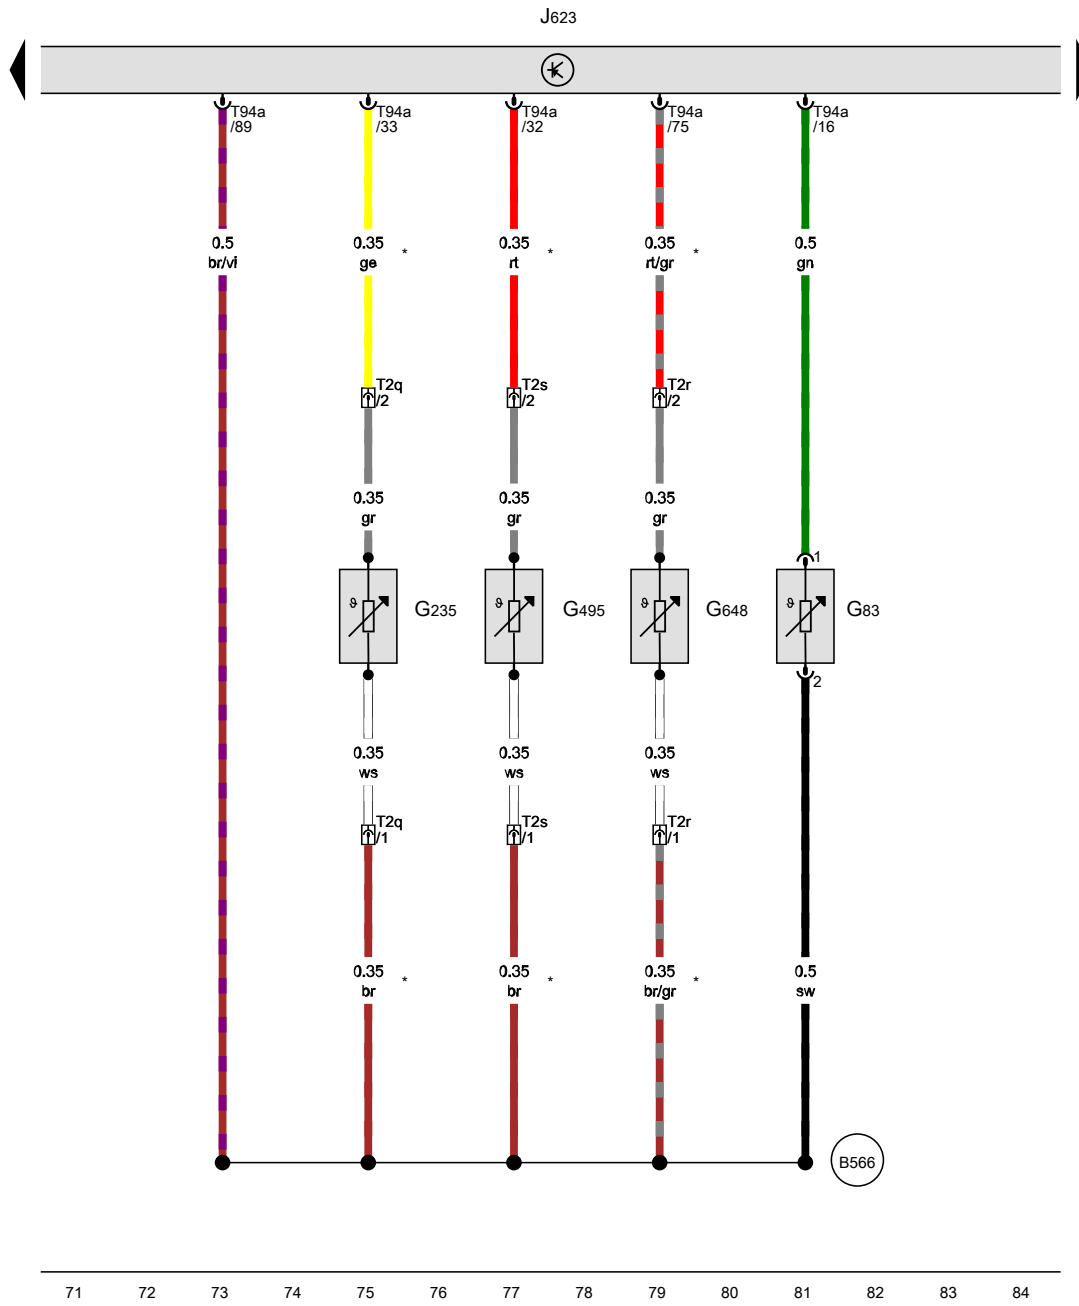 J623
T94a
/89
T94a
/33
T94a
/32
T94a
/75
T94a
/16
0.5
br/vi
0.35
ge
*
0.35
rt
*
0.35
rt/gr
*
0.5
gn
T2q
/2
T2s
/2
T2r
/2
0.35
gr
0.35
gr
0.35
gr
1
ϑ
G235
ϑ
G495
ϑ
G648
ϑ
G83
2
0.35
ws
0.35
ws
0.35
ws
T2q
/1
T2s
/1
T2r
/1
0.35
br
*
0.35
br
*
0.35
br/gr
*
0.5
sw
B566
71 72 73 74 75 76 77 78 79 80 81 82 83 84